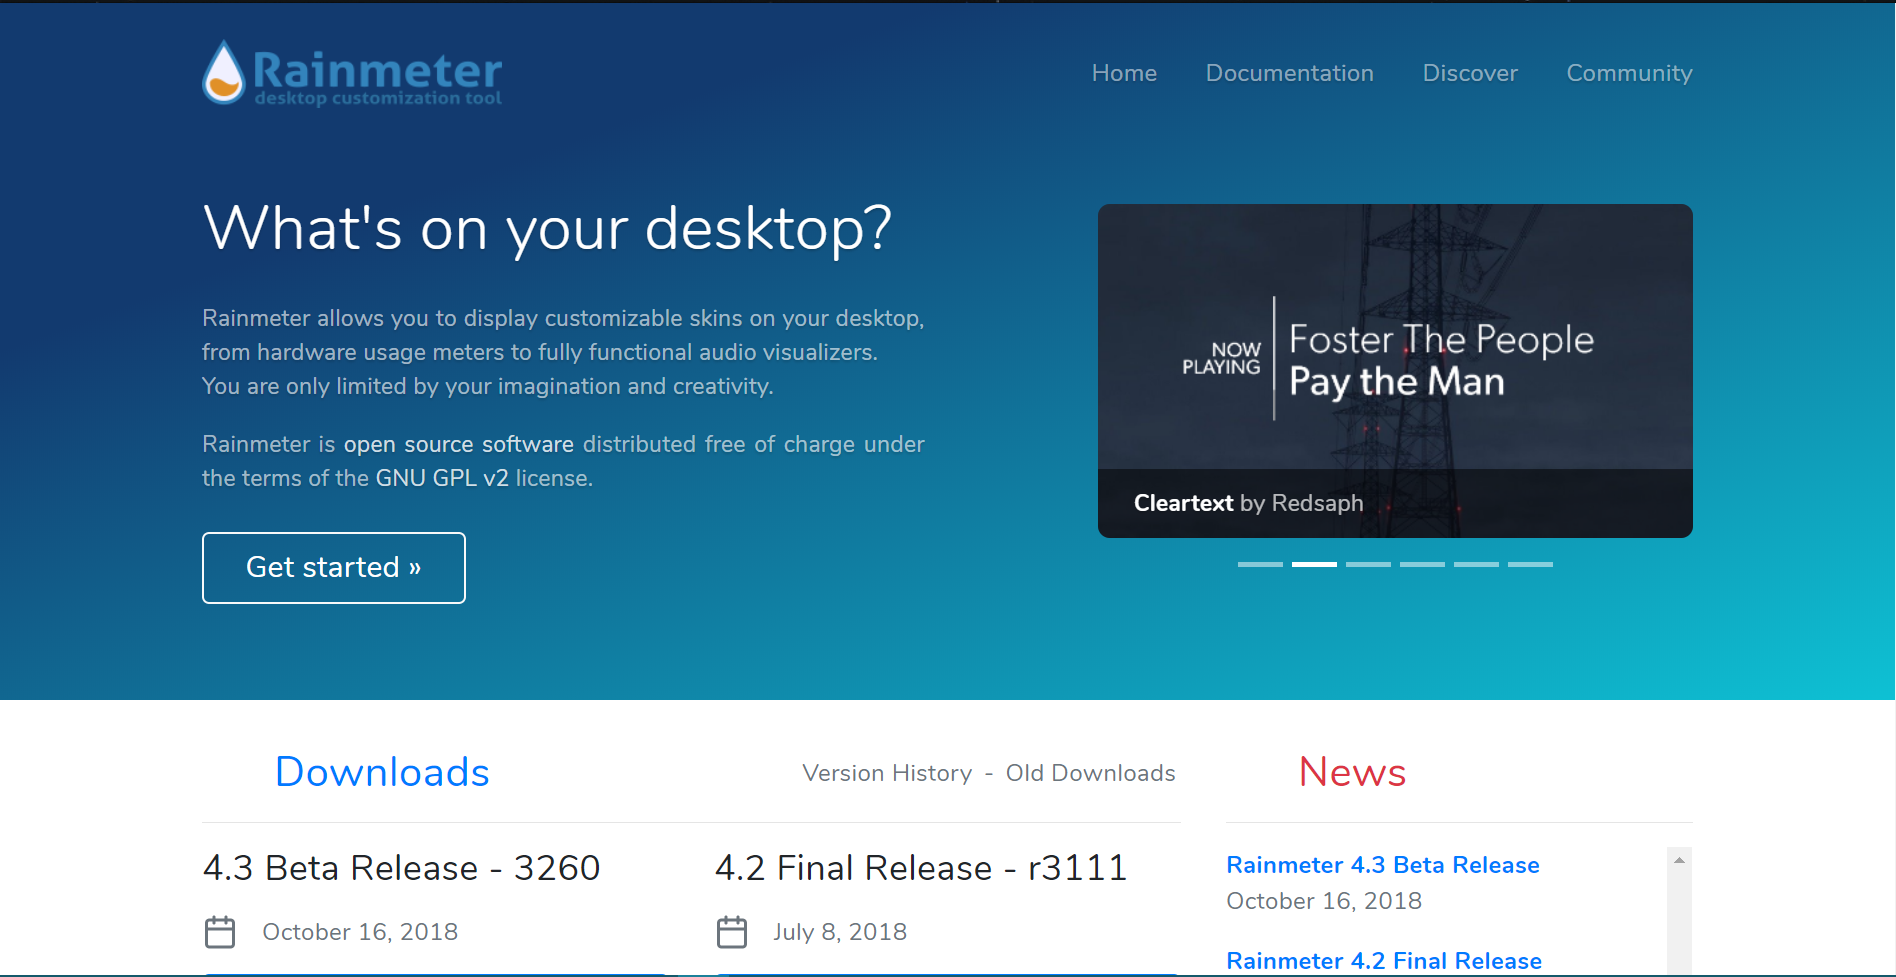 Rainmeter
desktop customization tool
Home Documentation Discover Community
What's on your desktop?
Rainmeter allows you to display customizable skins on your desktop,
from hardware usage meters to fully functional audio visualizers.
You are only limited by your imagination and creativity.
Rainmeter is open source software distributed free of charge under
the terms of the GNU GPL v2 license.
Get started »
NOW
PLAYING
Foster The People
Pay the Man
Cleartext by Redsaph
Downloads
Version History - Old Downloads
4.3 Beta Release - 3260
October 16, 2018
4.2 Final Release - r3111
July 8, 2018
News
Rainmeter 4.3 Beta Release
October 16, 2018
Rainmeter 4.2 Final Release